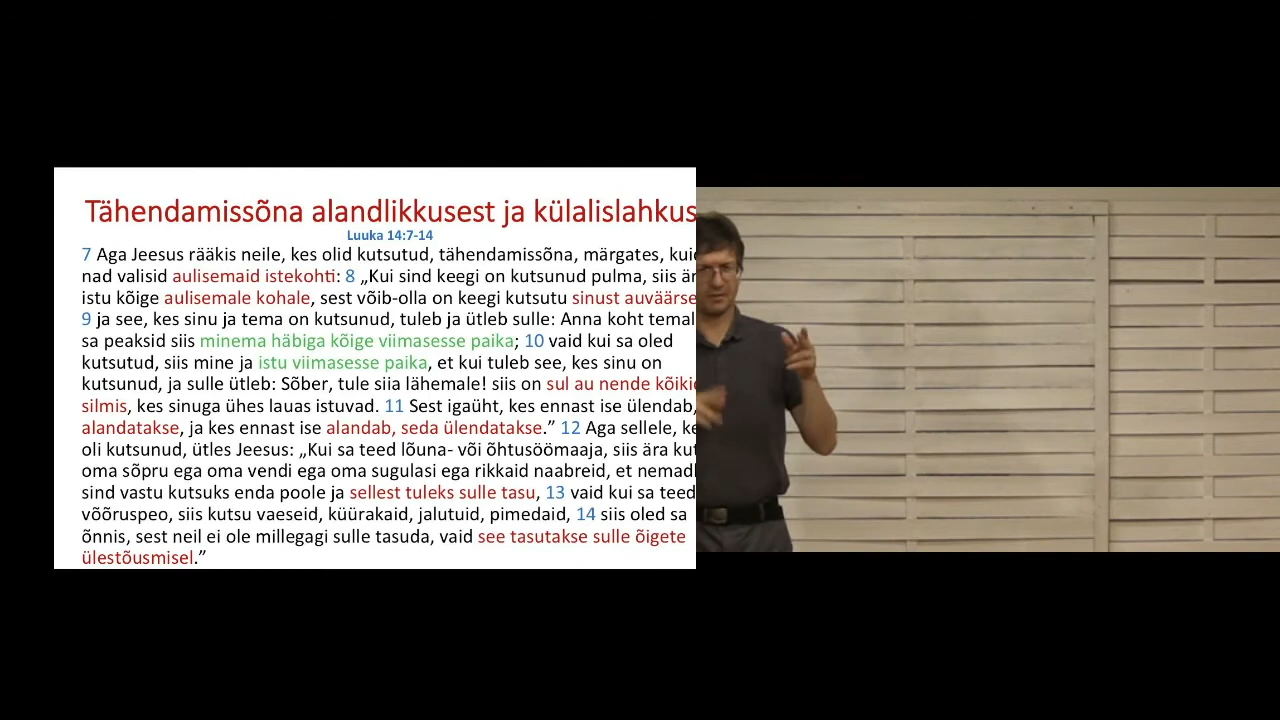 Tähendamissõna alandlikkusest ja külalislahkus
Luuka 14:7-14
7 Aga Jeesus rääkis neile, kes olid kutsutud, tähendamissõna, märgates,
nad valisid aulisemaid istekohti: 8 „Kui sind keegi on kutsunud pulma, siis
istu kõige aulisemale kohale, sest võib-olla on keegi kutsutu sinust
9 ja see, kes sinu ja tema on kutsunud, tuleb ja ütleb sulle: Anna koht
sa peaksid siis minema häbiga kõige viimasesse paika; 10 vaid kui sa oled
kutsutud, siis mine ja istu viimasesse paika, et kui tuleb see, kes sinu on
kutsunud, ja sulle ütleb: Sõber, tule siia lähemale! siis on sul au nende
silmis, kes sinuga ühes lauas istuvad. 11 Sest igaüht, kes ennast ise ülendab,
alandatakse, ja kes ennast ise alandab, seda ülendatakse.” 12 Aga sellele,
oli kutsunud, ütles Jeesus: „Kui sa teed lõuna- või õhtusöömaaja, siis ära
oma sõpru ega oma vendi ega oma sugulasi ega rikkaid naabreid, et
sind vastu kutsuks enda poole ja sellest tuleks sulle tasu, 13 vaid kui sa teed
võõruspeo, siis kutsu vaeseid, küürakaid, jalutuid, pimedaid, 14 siis oled sa
õnnis, sest neil ei ole millegagi sulle tasuda, vaid see tasutakse sulle õigete
ülestõusmisel.”